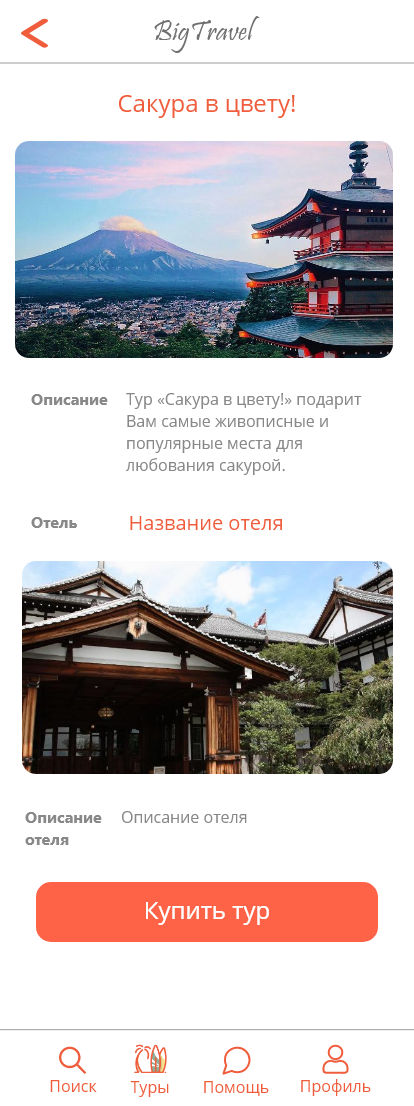 BigTravel
Сакура в цвету!
Описание
Тур «Сакура в цвету!» подарит
Вам самые живописные и
популярные места для
любования сакурой.
Отель
Название отеля
Описание
отеля
Описание отеля
Купить тур
Поиск
Туры
Помощь
Профиль